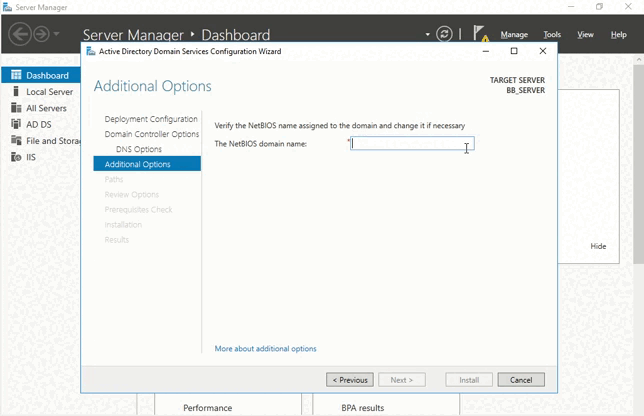 Server Manager
Server Manager • Dashboard
Manage Tools View Help
Dashboard
Local Server
All Servers
AD DS
File and Stora
IIS
Active Directory Domain Services Configuration Wizard
Additional Options
TARGET SERVER
BB_SERVER
Deployment Configuration
Domain Controller Options
DNS Options
Additional Options
Paths
Review Options
Prerequisites Check
Installation
Results
Verify the NetBIOS name assigned to the domain and change it if necessary
The NetBIOS domain name: *
More about additional options
< Previous Next > Install Cancel
Hide
Performance BPA results